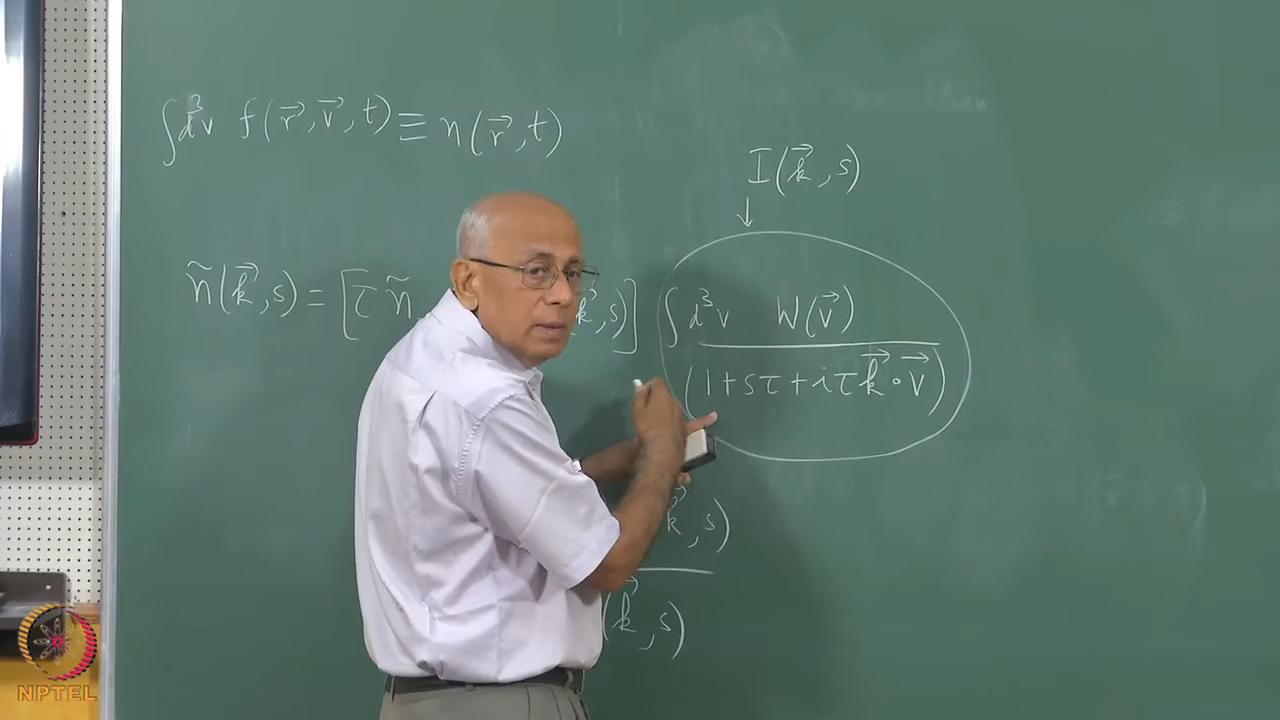 ∫d³v f(r⃗, v⃗, t) ≡ n(r⃗, t)
I(k⃗, s)
↓
ñ(k⃗, s) = [τ ñ k⃗, s)] ∫ d³v W(v⃗) / (1 + sτ + iτ k⃗ · v⃗)
k⃗, s)
(k⃗, s)
NPTEL